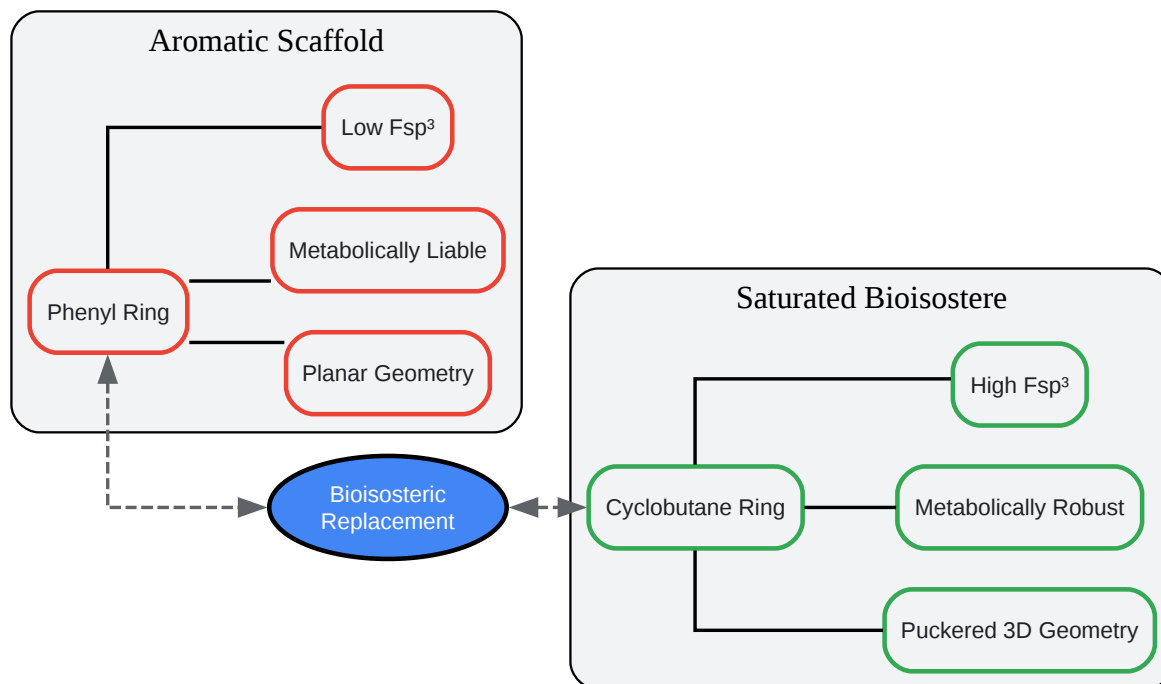 Aromatic Scaffold
Low Fsp³
Metabolically Liable
Phenyl Ring
Planar Geometry
Bioisosteric
Replacement
Saturated Bioisostere
High Fsp³
Cyclobutane Ring
Metabolically Robust
Puckered 3D Geometry